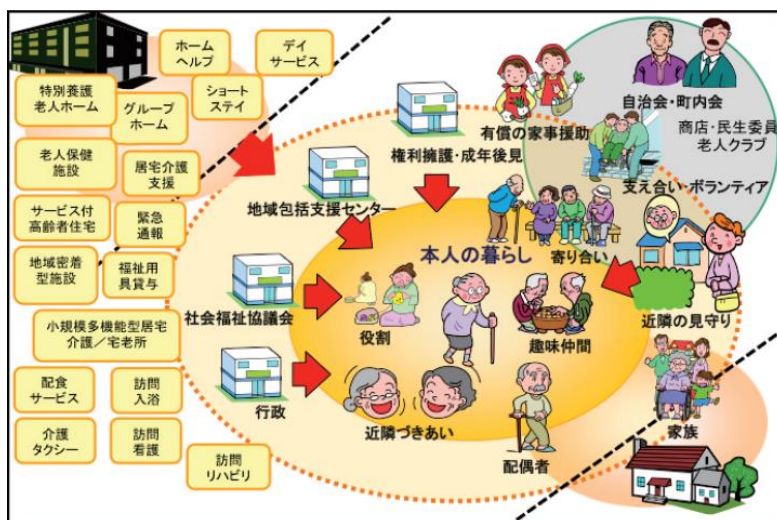 ホーム
ヘルプ
デイ
サービス
特別養護
老人ホーム
グループ
ホーム
ショート
ステイ
老人保健
施設
居宅介護
支援
サービス付
高齢者住宅
緊急
通報
地域密着
型施設
福祉用
具貸与
小規模多機能型居宅
介護／宅老所
配食
サービス
訪問
入浴
介護
タクシー
訪問
看護
訪問
リハビリ
有償の家事援助
自治会・町内会
商店・民生委員
老人クラブ
権利擁護・成年後見
支え合い・ボランティア
地域包括支援センター
本人の暮らし
寄り合い
社会福祉協議会
役割
趣味仲間
近隣の見守り
行政
近隣づきあい
配偶者
家族